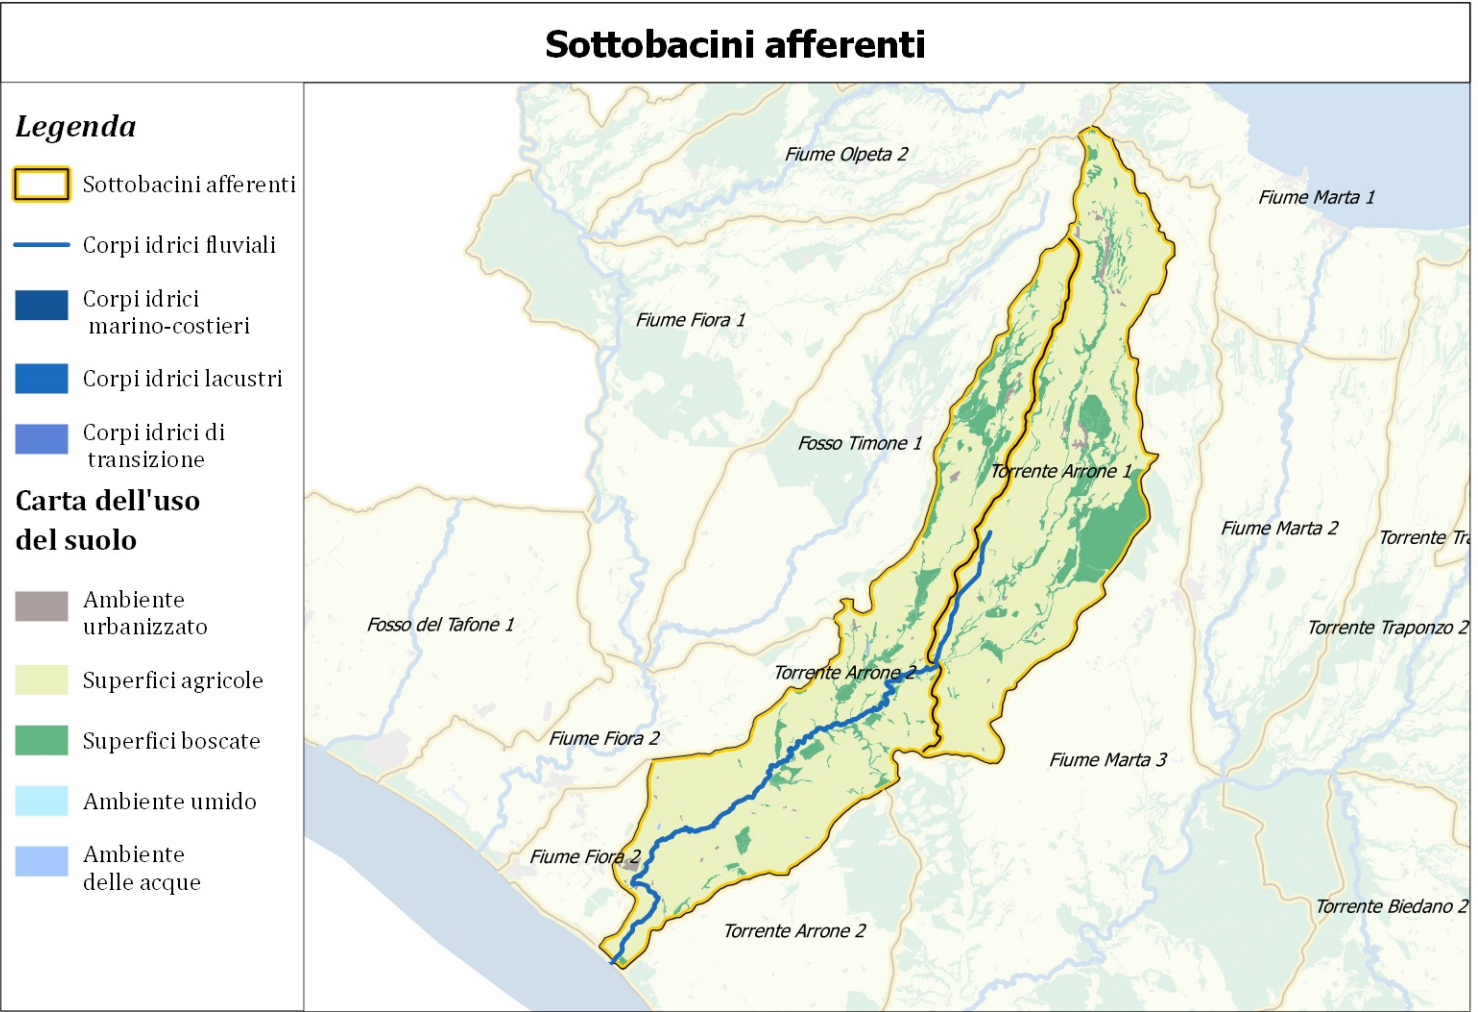 Sottobacini afferenti
Legenda
Sottobacini afferenti
Corpi idrici fluviali
Corpi idrici
marino-costieri
Corpi idrici lacustri
Corpi idrici di
transizione
Carta dell'uso
del suolo
Ambiente
urbanizzato
Superfici agricole
Superfici boscate
Ambiente umido
Ambiente
delle acque
Fiume Olpeta 2
Fiume Marta 1
Fiume Fiora 1
Fosso Timone 1
Torrente Arrone 1
Fiume Marta 2
Torrente Tra
Fosso del Tafone 1
Torrente Traponzo 2
Torrente Arrone 2
Fiume Fiora 2
Fiume Marta 3
Fiume Fiora 2
Torrente Biedano 2
Torrente Arrone 2